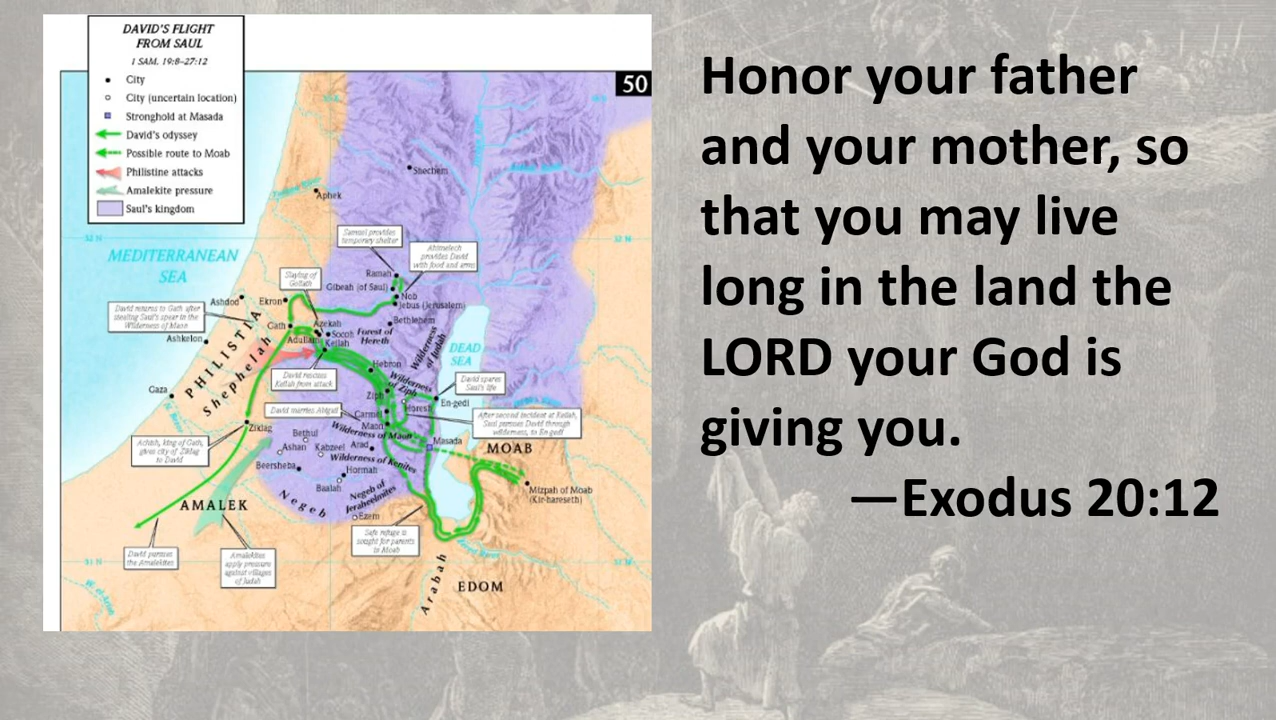 DAVID'S FLIGHT
FROM SAUL
1 SAM. 19:8–27:12
City
City (uncertain location)
Stronghold at Masada
David's odyssey
Possible route to Moab
Philistine attacks
Amalekite pressure
Saul's kingdom
50
Shechem
Aphek
32 N
32 N
MEDITERRANEAN
SEA
Samuel provides
temporary shelter
Ahimelech
provides David
with food and arms
Slaying of
Goliath
Ramah
Gibeah (of Saul)
Nob
Jebus (Jerusalem)
Bethlehem
David returns to Gath after
stealing Saul's spear in the
Wilderness of Maon
Ashdod
Ekron
Gath
Azekah
Socoh
Adullam
Keilah
Forest of
Hereth
Wilderness
of Judah
Ashkelon
PHILISTIA
Shephelah
DEAD
SEA
David rescues
Keilah from attack
Hebron
Wilderness
of Ziph
Ziph
David spares
Saul's life
Gaza
Horesh
En-gedi
David marries Abigail
Carmel
Maon
After second incident at Keilah,
Saul pursues David through
wilderness, to En-gedi
Ziklag
Wilderness of Maon
Masada
MOAB
Achish, king of Gath,
gives city of Ziklag
to David
Bethul
Ashan
Kabzeel
Arad
Wilderness of Kenites
Beersheba
Hormah
Baalah
Mizpah of Moab
(Kir-hareseth)
AMALEK
Negeb
Negeb of
Jerahmeelites
Ezem
Safe refuge is
sought for parents
in Moab
David pursues
the Amalekites
Amalekites
apply pressure
against villages
of Judah
31 N
31 N
Arabah
EDOM
Honor your father
and your mother, so
that you may live
long in the land the
LORD your God is
giving you.
—Exodus 20:12